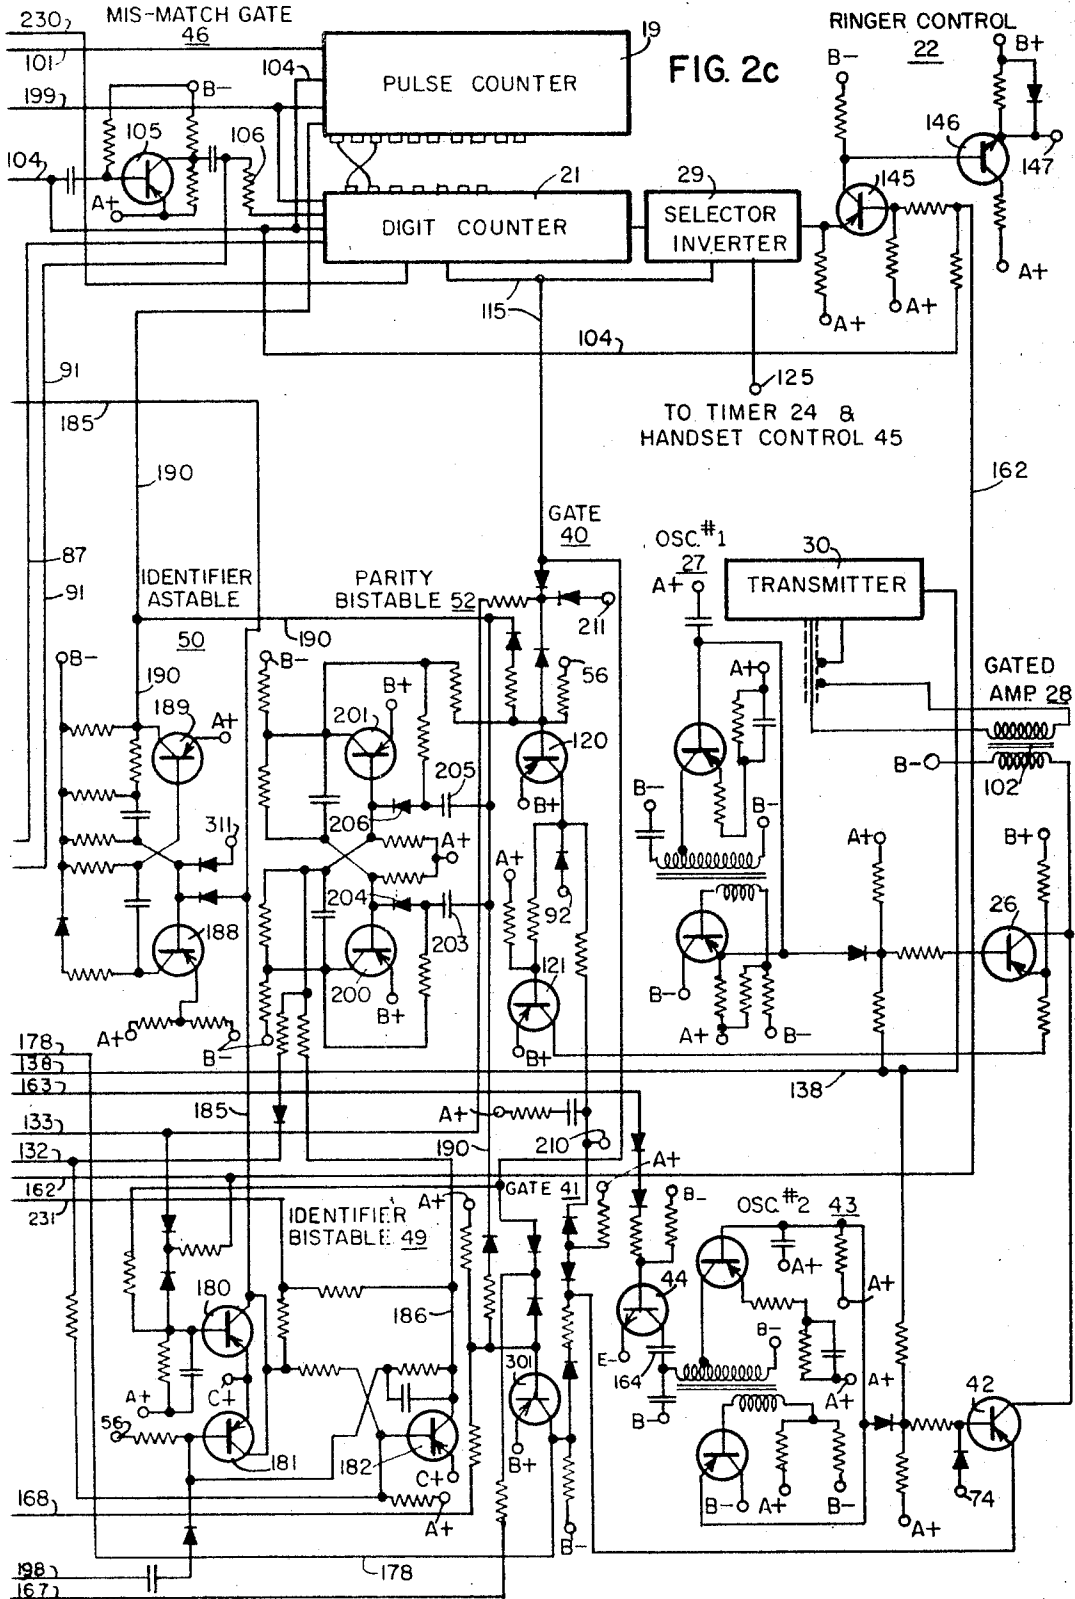 230
MIS-MATCH GATE
46
101
199
104
B-
105
106
104
A+
PULSE COUNTER
19
FIG. 2c
RINGER CONTROL
22
B-
B+
146
147
145
A+
A+
A+
21
DIGIT COUNTER
29
SELECTOR
INVERTER
115
104
125
TO TIMER 24 &
HANDSET CONTROL 45
91
185
190
162
87
91
IDENTIFIER
ASTABLE
50
PARITY
BISTABLE 52
190
GATE
40
211
56
OSC. #1
27
A+
30
TRANSMITTER
GATED
AMP. 28
102
B-
B-
190
189
A+
311
188
A+
B-
B-
201
B+
205
206
A+
204
203
200
B+
120
B+
A+
92
121
B+
A+
B-
B-
B-
A+
B-
A+
B+
26
178
138
163
133
132
162
231
185
138
A+
190
210
A+
IDENTIFIER
BISTABLE 49
A+
GATE 41
B-
OSC. #2
43
A+
A+
180
186
44
E-
164
B-
B-
A+
A+
A+
C+
56
181
182
C+
A+
301
B+
B-
B-
A+
B-
42
74
A+
168
198
167
178